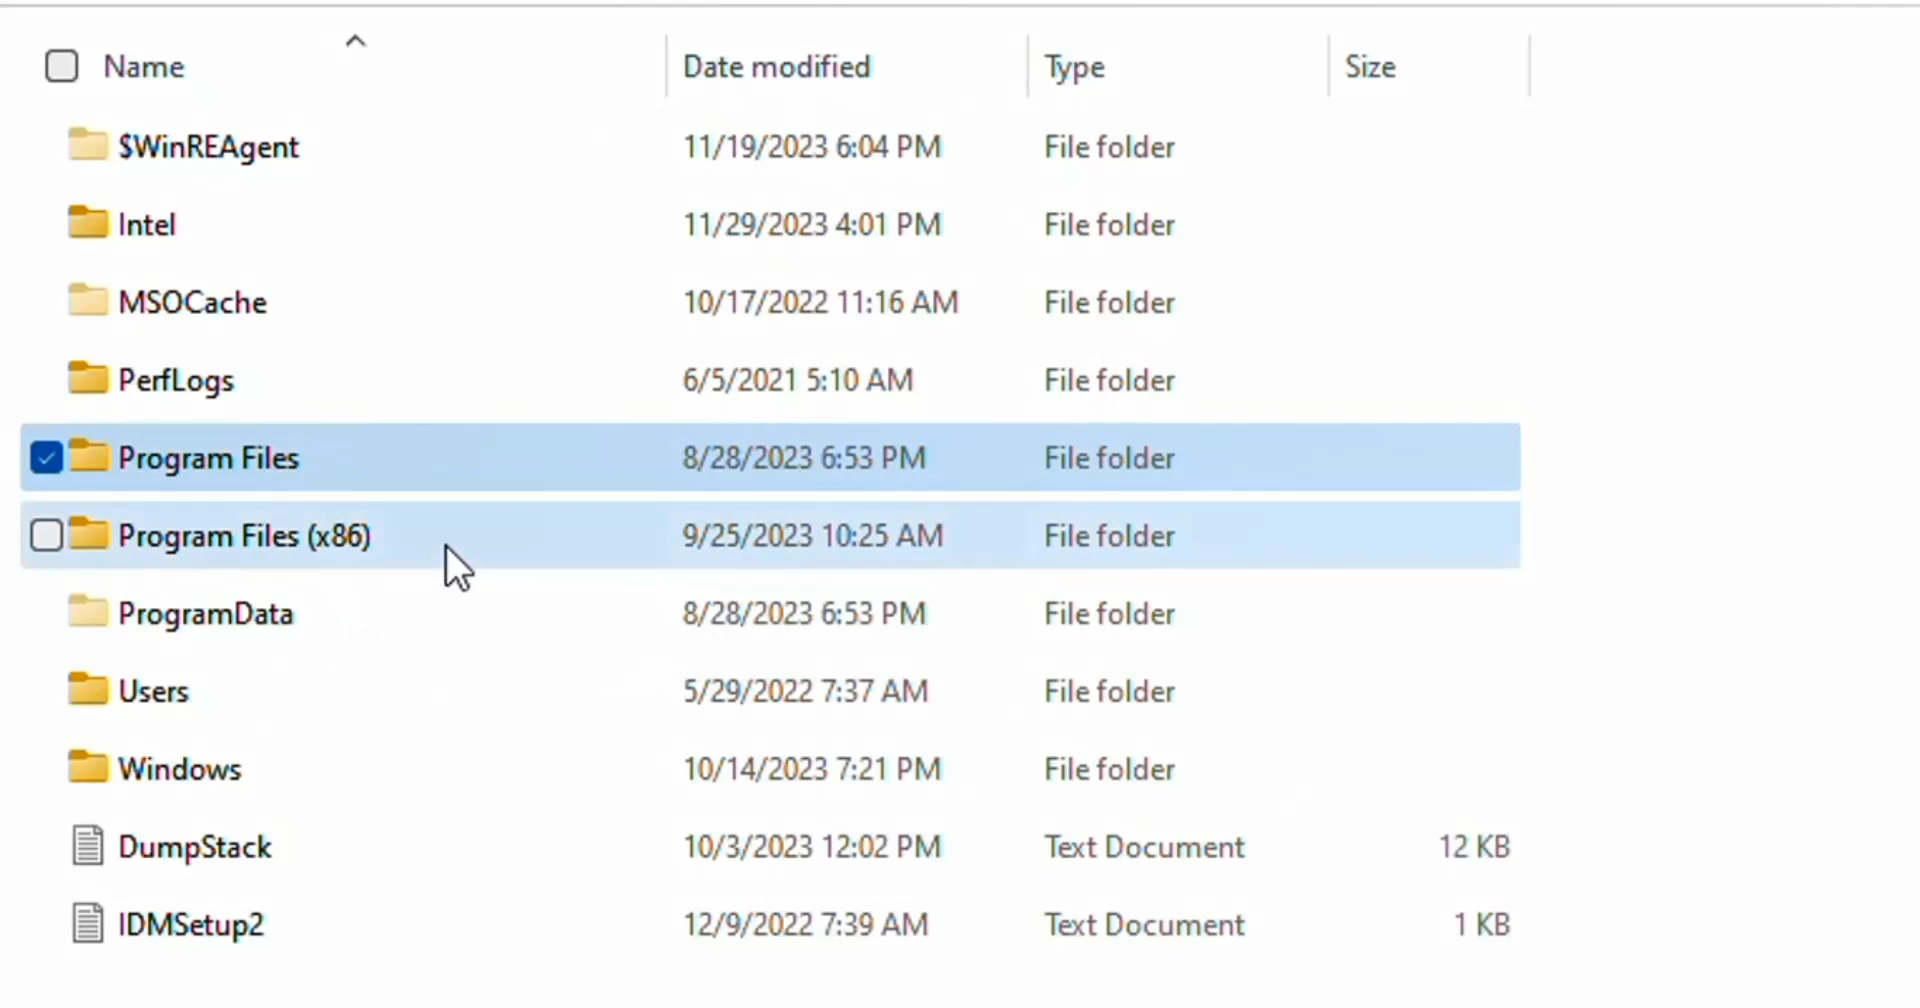 Name Date modified Type Size
$WinREAgent 11/19/2023 6:04 PM File folder
Intel 11/29/2023 4:01 PM File folder
MSOCache 10/17/2022 11:16 AM File folder
PerfLogs 6/5/2021 5:10 AM File folder
Program Files 8/28/2023 6:53 PM File folder
Program Files (x86) 9/25/2023 10:25 AM File folder
ProgramData 8/28/2023 6:53 PM File folder
Users 5/29/2022 7:37 AM File folder
Windows 10/14/2023 7:21 PM File folder
DumpStack 10/3/2023 12:02 PM Text Document 12 KB
IDMSetup2 12/9/2022 7:39 AM Text Document 1 KB